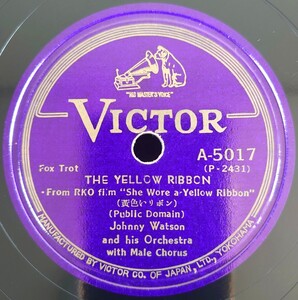 "HIS MASTER'S VOICE"
VICTOR
Fox Trot
A-5017
(P-2431)
THE YELLOW RIBBON
-From RKO film "She Wore a-Yellow Ribbon"
(黄色いリボン)
(Public Domain)
Johnny Watson
and his Orchestra
with Male Chorus
MANUFACTURED BY VICTOR CO. OF JAPAN, LTD., YOKOHAMA